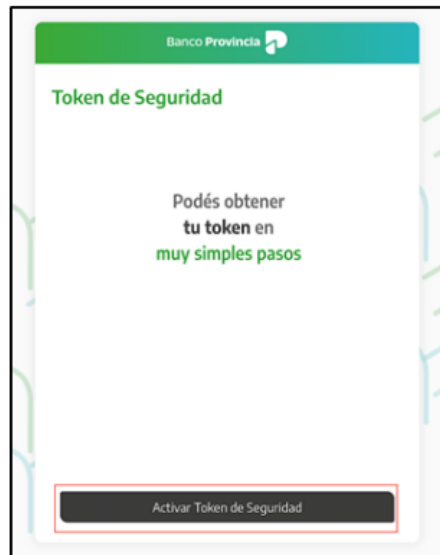 Banco Provincia
Token de Seguridad
Podés obtener
tu token en
muy simples pasos
Activar Token de Seguridad